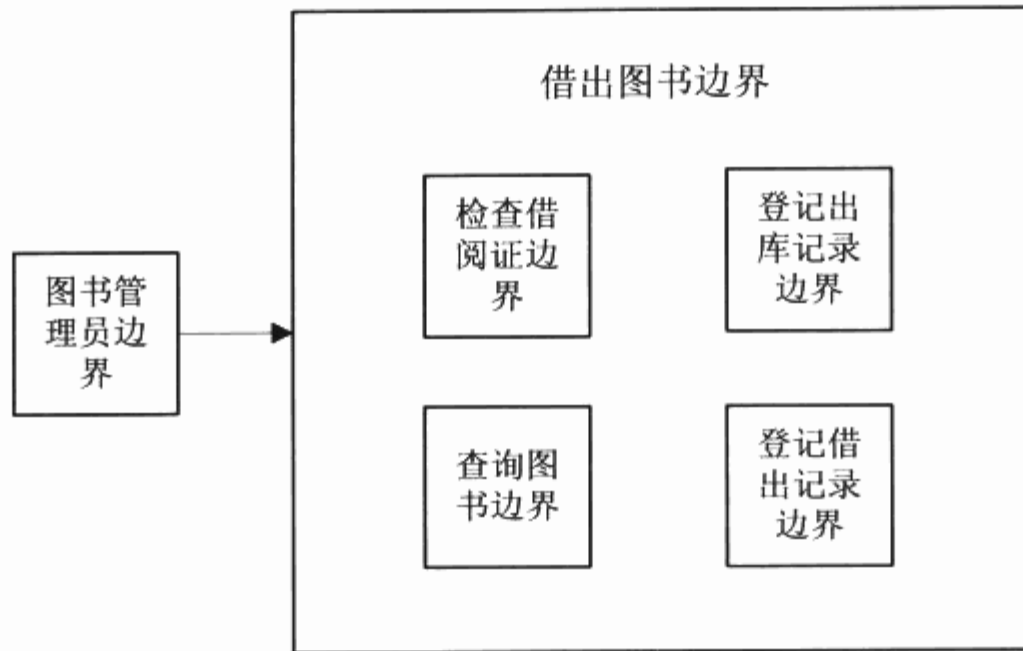 借出图书边界
图书管
理员边
界
检查借
阅证边
界
登记出
库记录
边界
查询图
书边界
登记借
出记录
边界